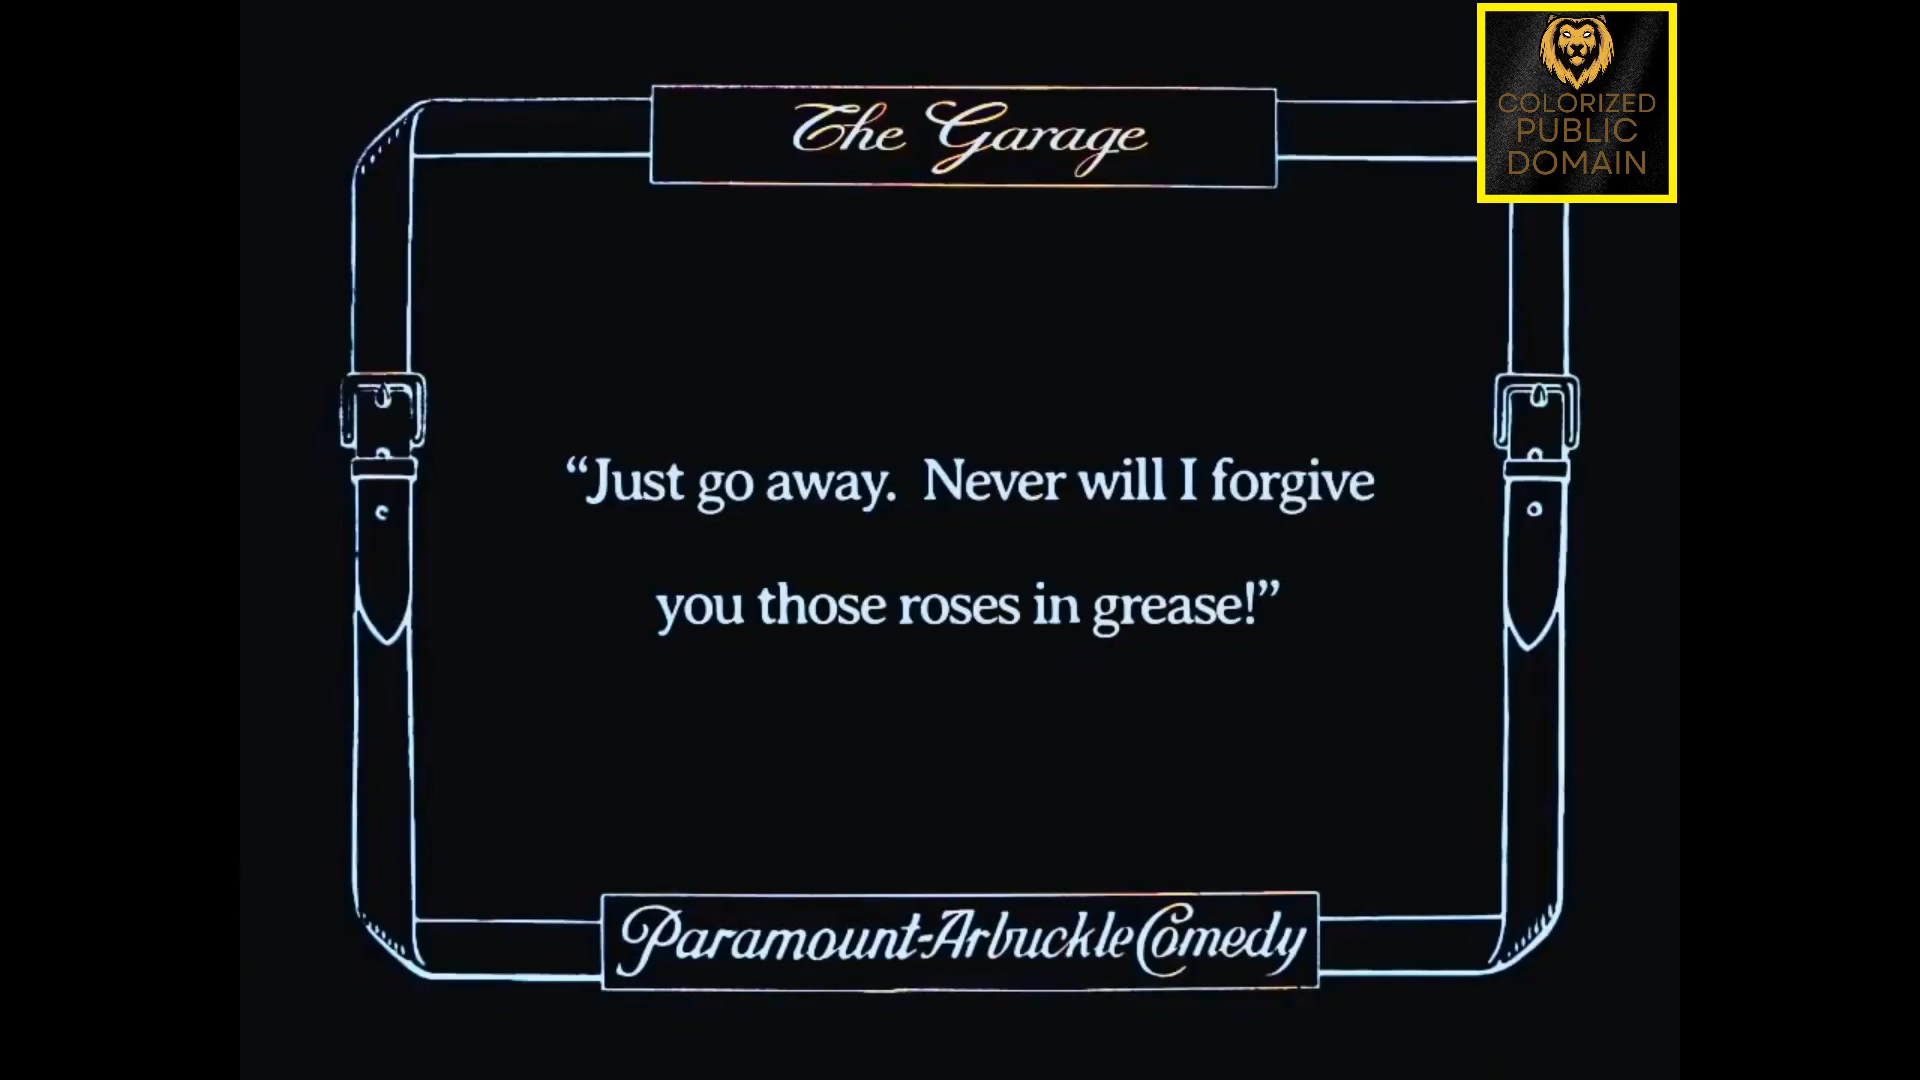 The Garage
COLORIZED
PUBLIC
DOMAIN
“Just go away.  Never will I forgive
you those roses in grease!”
Paramount-Arbuckle Comedy